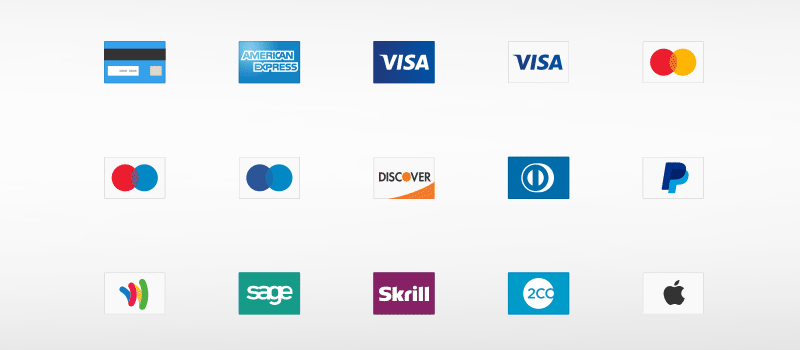 AMERICAN
EXPRESS
VISA
VISA
DISCOVER
sage
Skrill
2CO